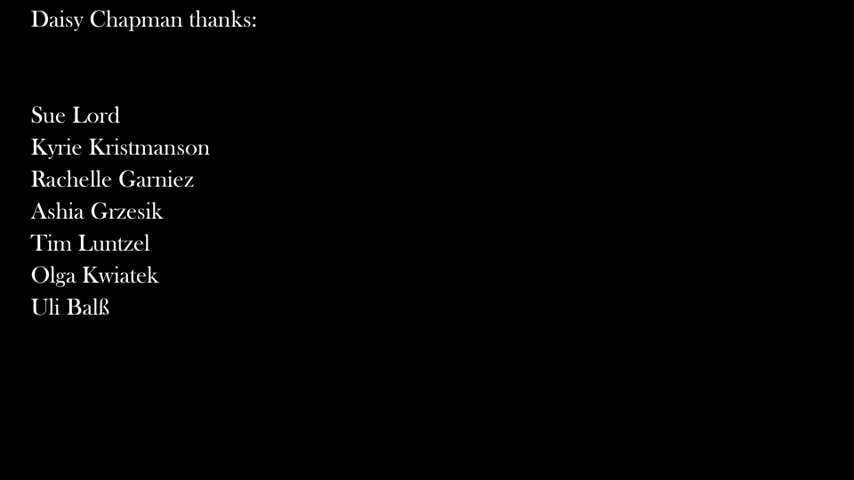 Daisy Chapman thanks:
Sue Lord
Kyrie Kristmanson
Rachelle Garniez
Ashia Grzesik
Tim Luntzel
Olga Kwiatek
Uli Balß